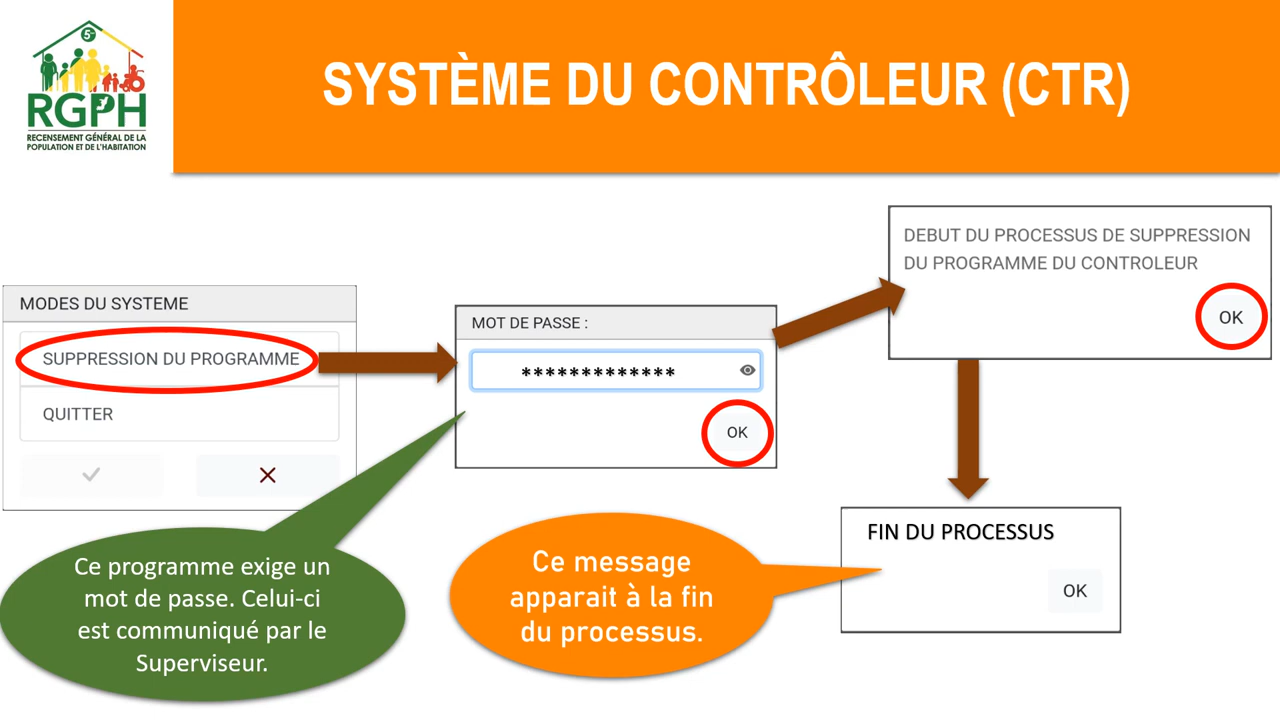 5e
RGPH
RECENSEMENT GÉNÉRAL DE LA
POPULATION ET DE L'HABITATION
SYSTÈME DU CONTRÔLEUR (CTR)
MODES DU SYSTEME
SUPPRESSION DU PROGRAMME
QUITTER
MOT DE PASSE :
*************
OK
DEBUT DU PROCESSUS DE SUPPRESSION
DU PROGRAMME DU CONTROLEUR
OK
Ce programme exige un
mot de passe. Celui-ci
est communiqué par le
Superviseur.
Ce message
apparait à la fin
du processus.
FIN DU PROCESSUS
OK